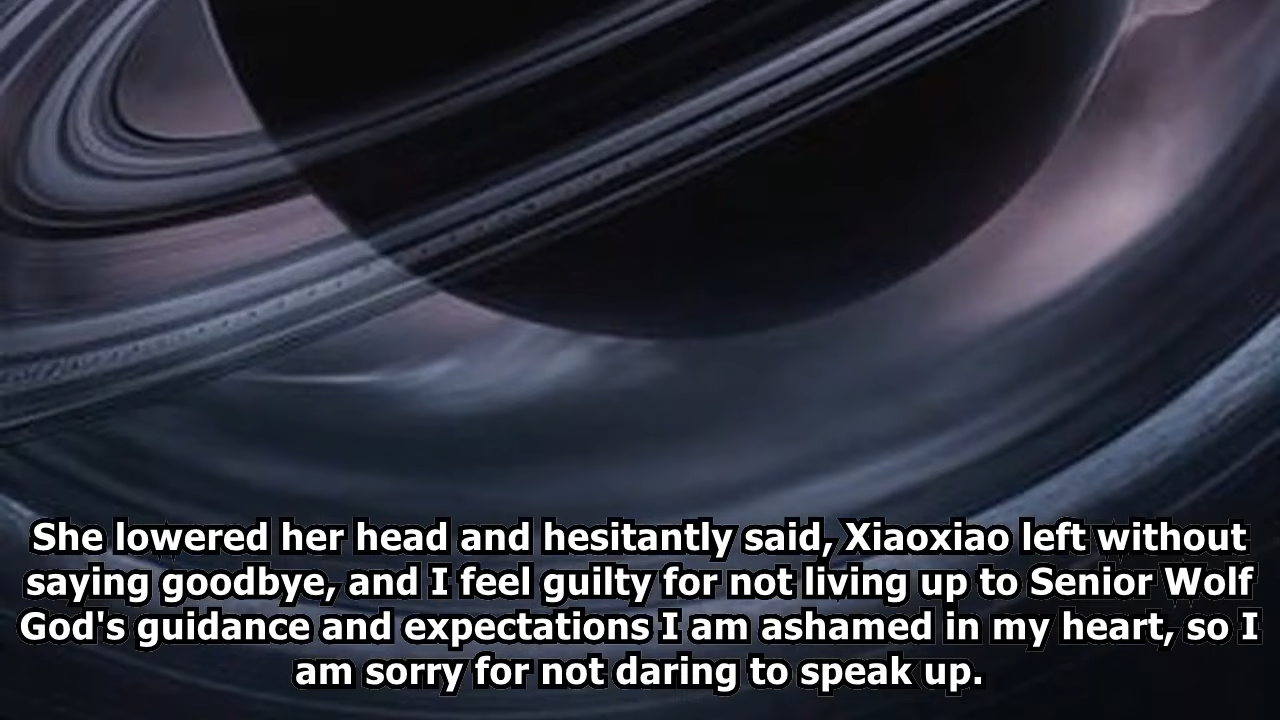 She lowered her head and hesitantly said, Xiaoxiao left without
saying goodbye, and I feel guilty for not living up to Senior Wolf
God's guidance and expectations I am ashamed in my heart, so I
am sorry for not daring to speak up.